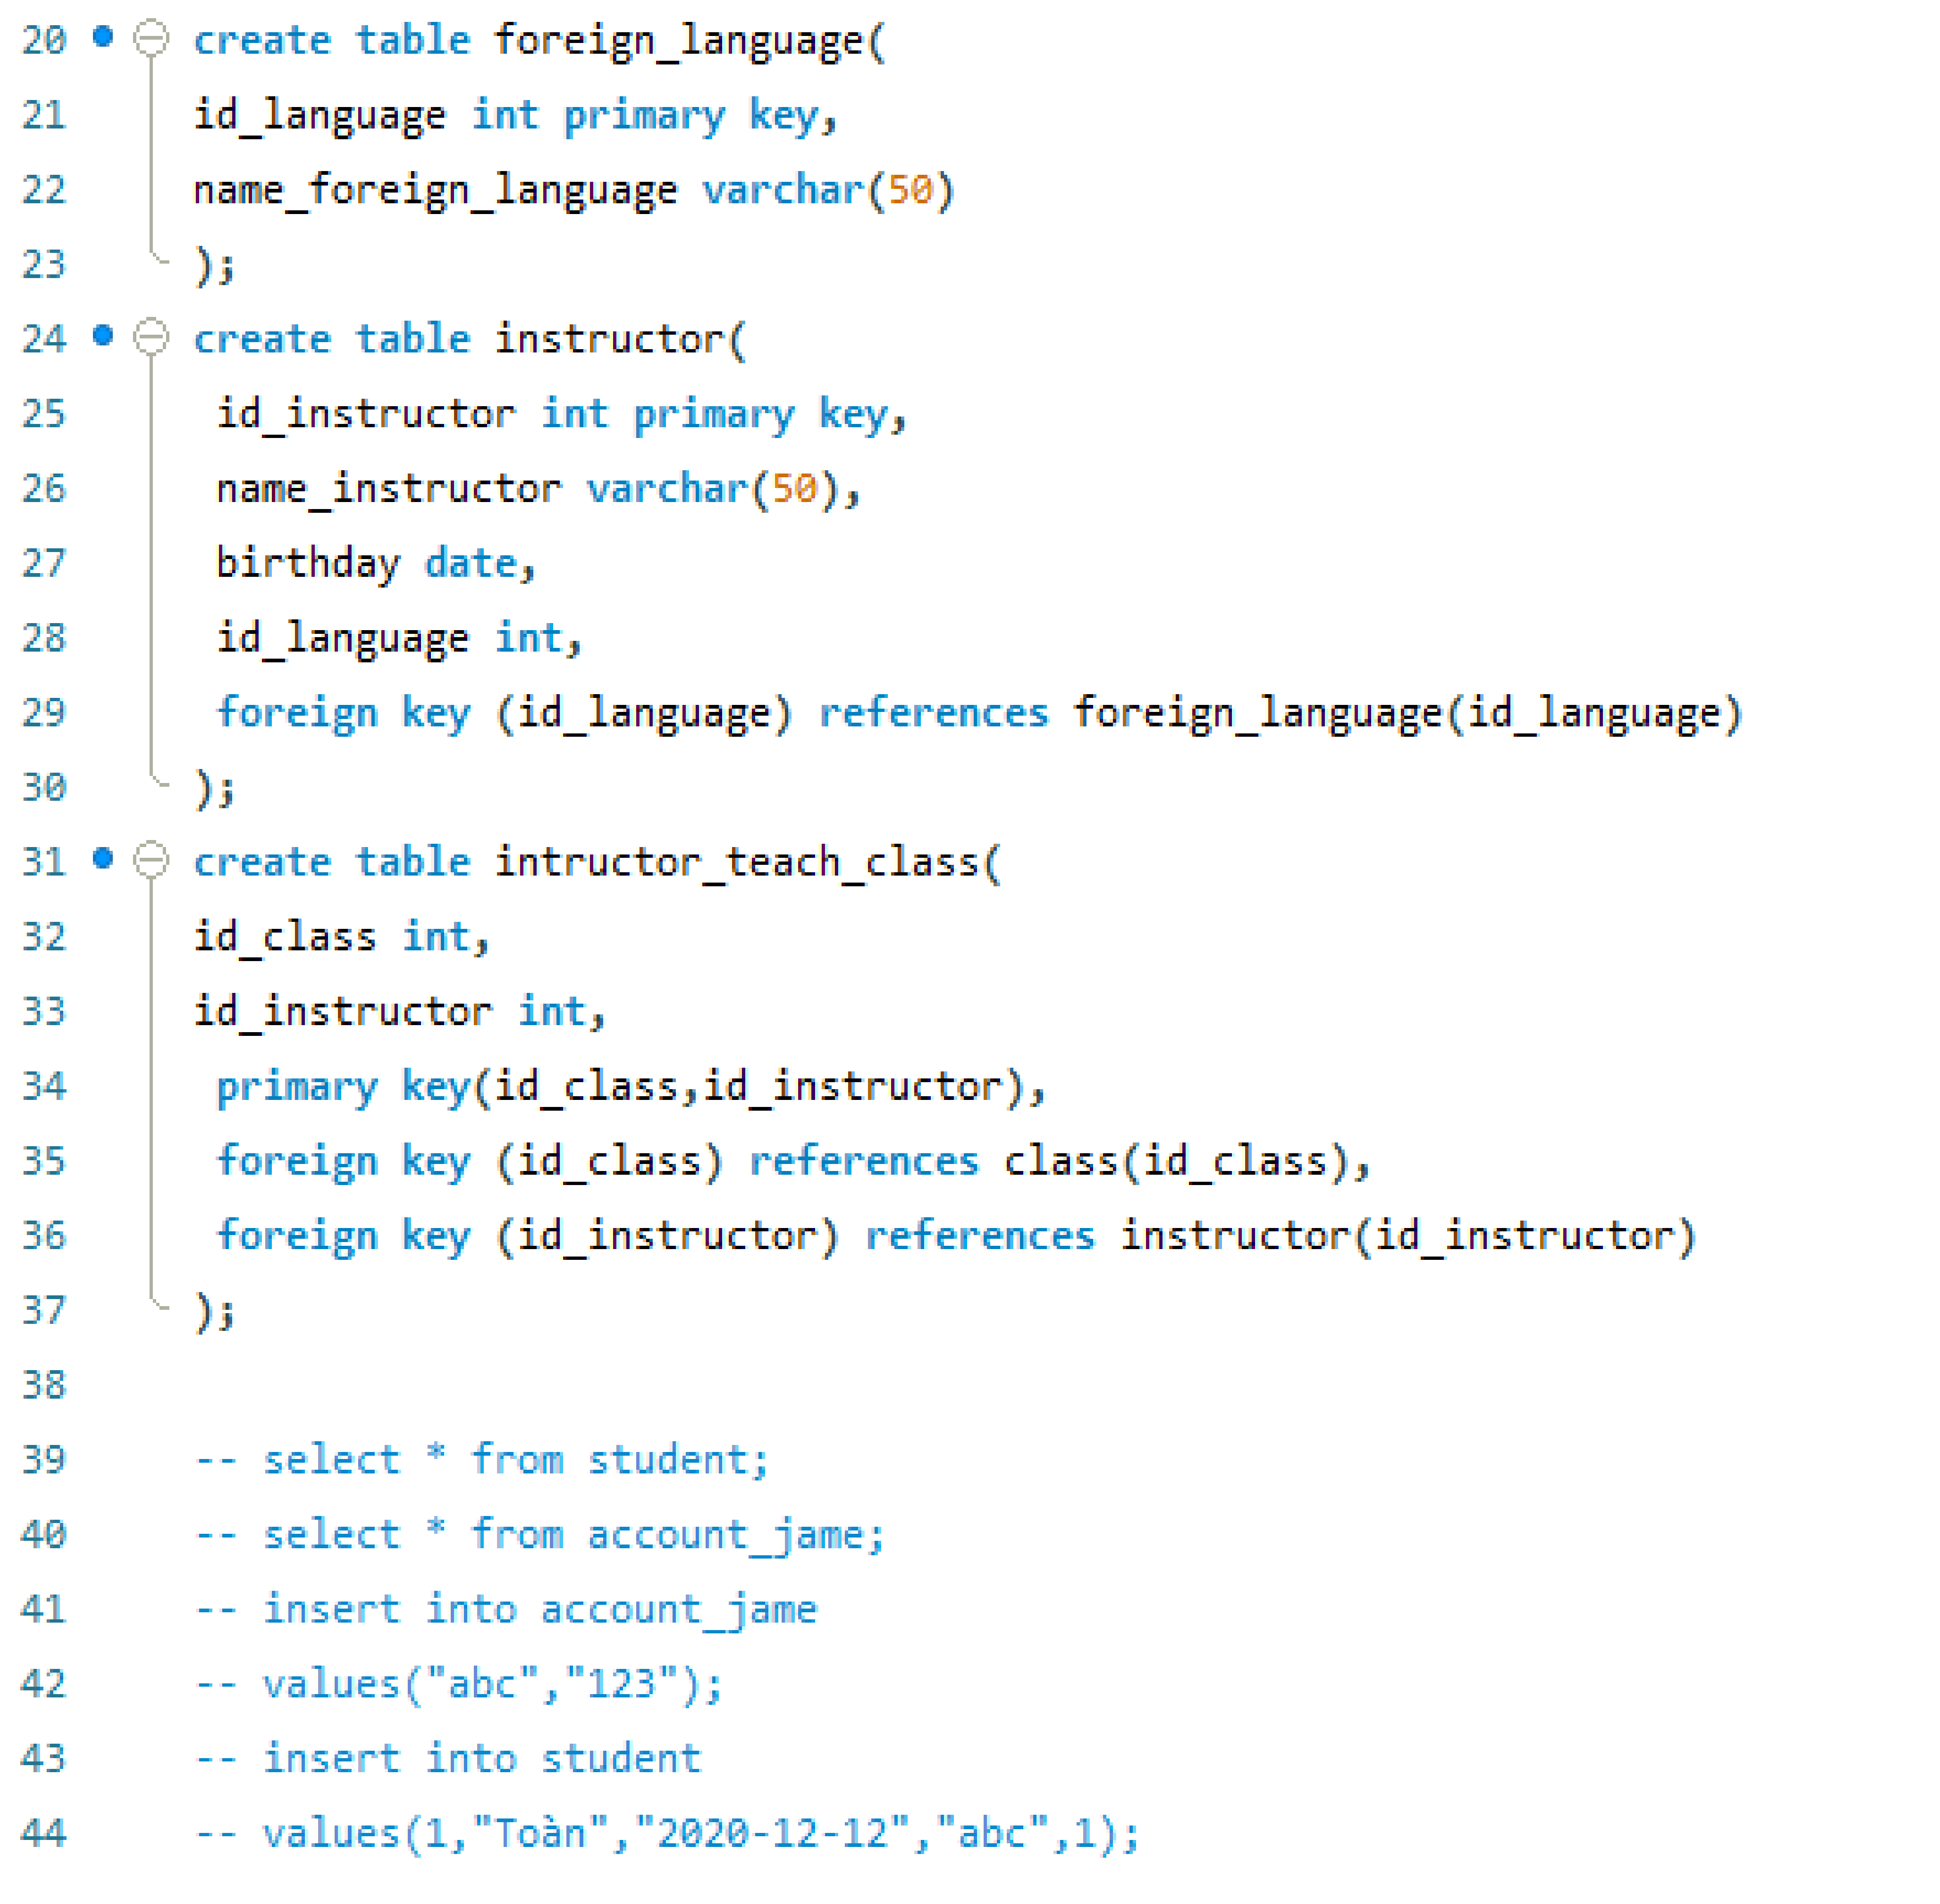 20 create table foreign_language(
21 id_language int primary key,
22 name_foreign_language varchar(50)
23 );
24 create table instructor(
25 id_instructor int primary key,
26 name_instructor varchar(50),
27 birthday date,
28 id_language int,
29 foreign key (id_language) references foreign_language(id_language)
30 );
31 create table intructor_teach_class(
32 id_class int,
33 id_instructor int,
34 primary key(id_class,id_instructor),
35 foreign key (id_class) references class(id_class),
36 foreign key (id_instructor) references instructor(id_instructor)
37 );
38
39 -- select * from student;
40 -- select * from account_jame;
41 -- insert into account_jame
42 -- values("abc","123");
43 -- insert into student
44 -- values(1,"Toàn","2020-12-12","abc",1);